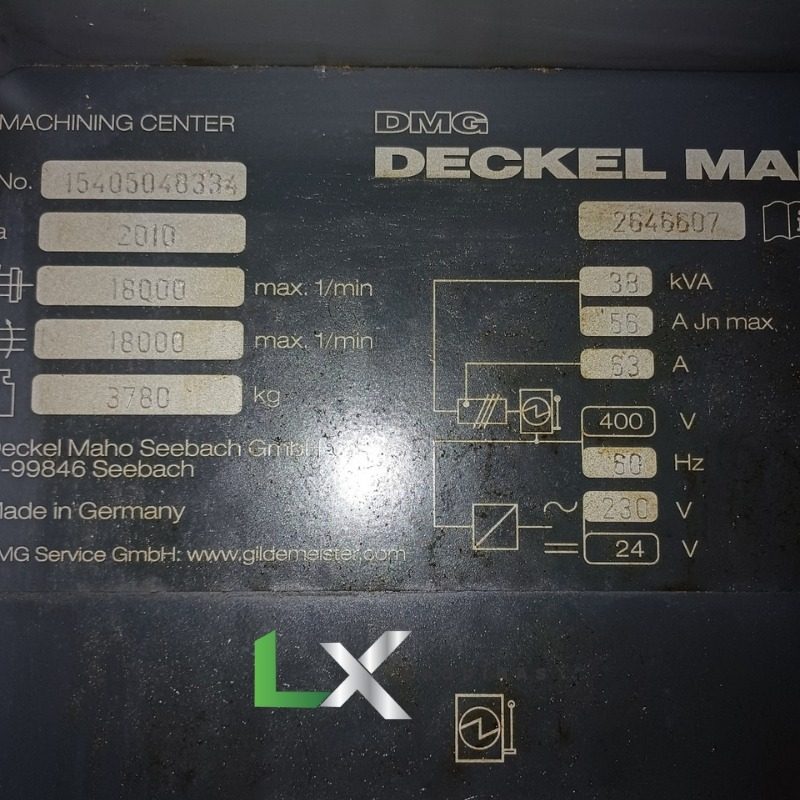 MACHINING CENTER
No. 15405048334
a 2010
18000 max. 1/min
18000 max. 1/min
3780 kg
eckel Maho Seebach GmbH
-99846 Seebach
Made in Germany
MG Service GmbH: www.gildemeister.com
DMG
DECKEL MA
2646607
38 kVA
56 A Jn max
63 A
400 V
60 Hz
230 V
24 V
LX